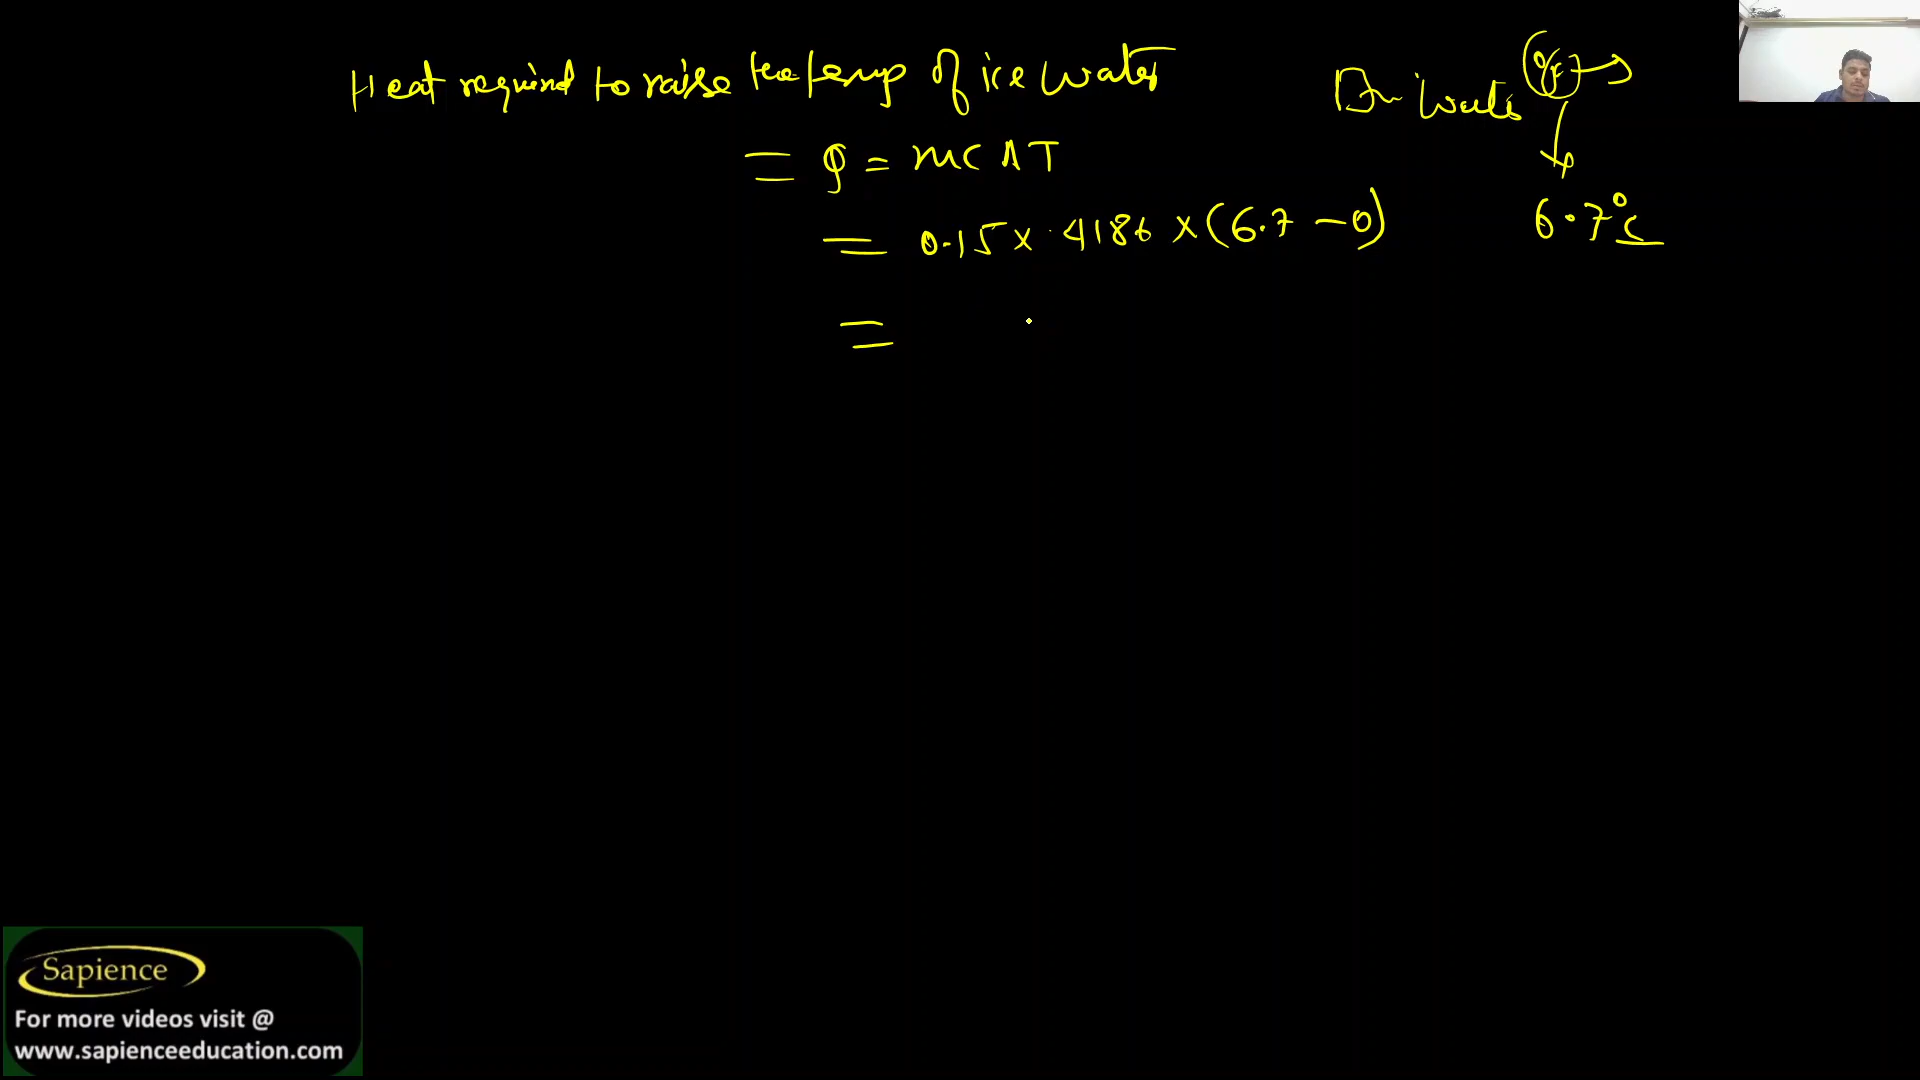 Heat required to raise the temp of ice water
= Q = mcΔT
= 0.15 × 4186 × (6.7 - 0)
=
water
6.7°C
Sapience
For more videos visit @
www.sapienceeducation.com